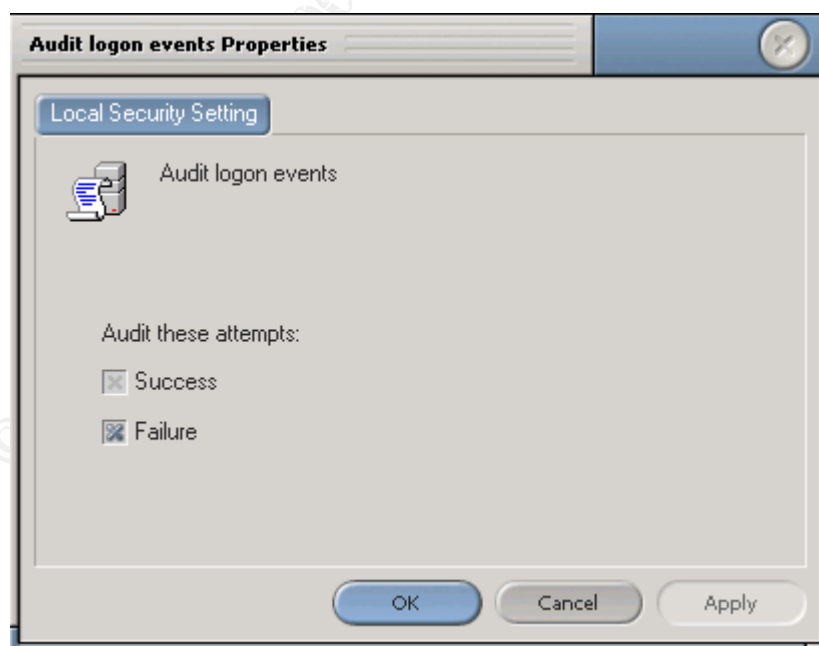 Audit logon events Properties
Local Security Setting
Audit logon events
Audit these attempts:
Success
Failure
OK
Cancel
Apply